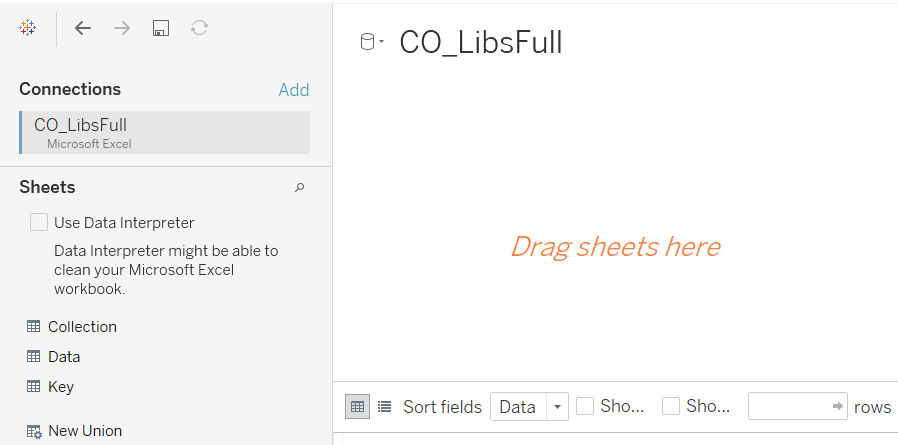 CO_LibsFull
Connections
Add
CO_LibsFull
Microsoft Excel
Sheets
Use Data Interpreter
Data Interpreter might be able to
clean your Microsoft Excel
workbook.
Collection
Data
Key
New Union
Drag sheets here
Sort fields Data Sho... Sho... rows